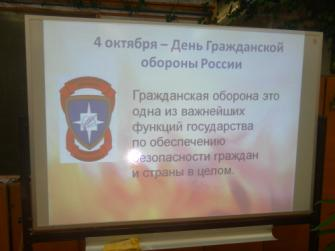 4 октября – День Гражданской
обороны России
Гражданская оборона это
одна из важнейших
функций государства
по обеспечению
безопасности граждан
и страны в целом.